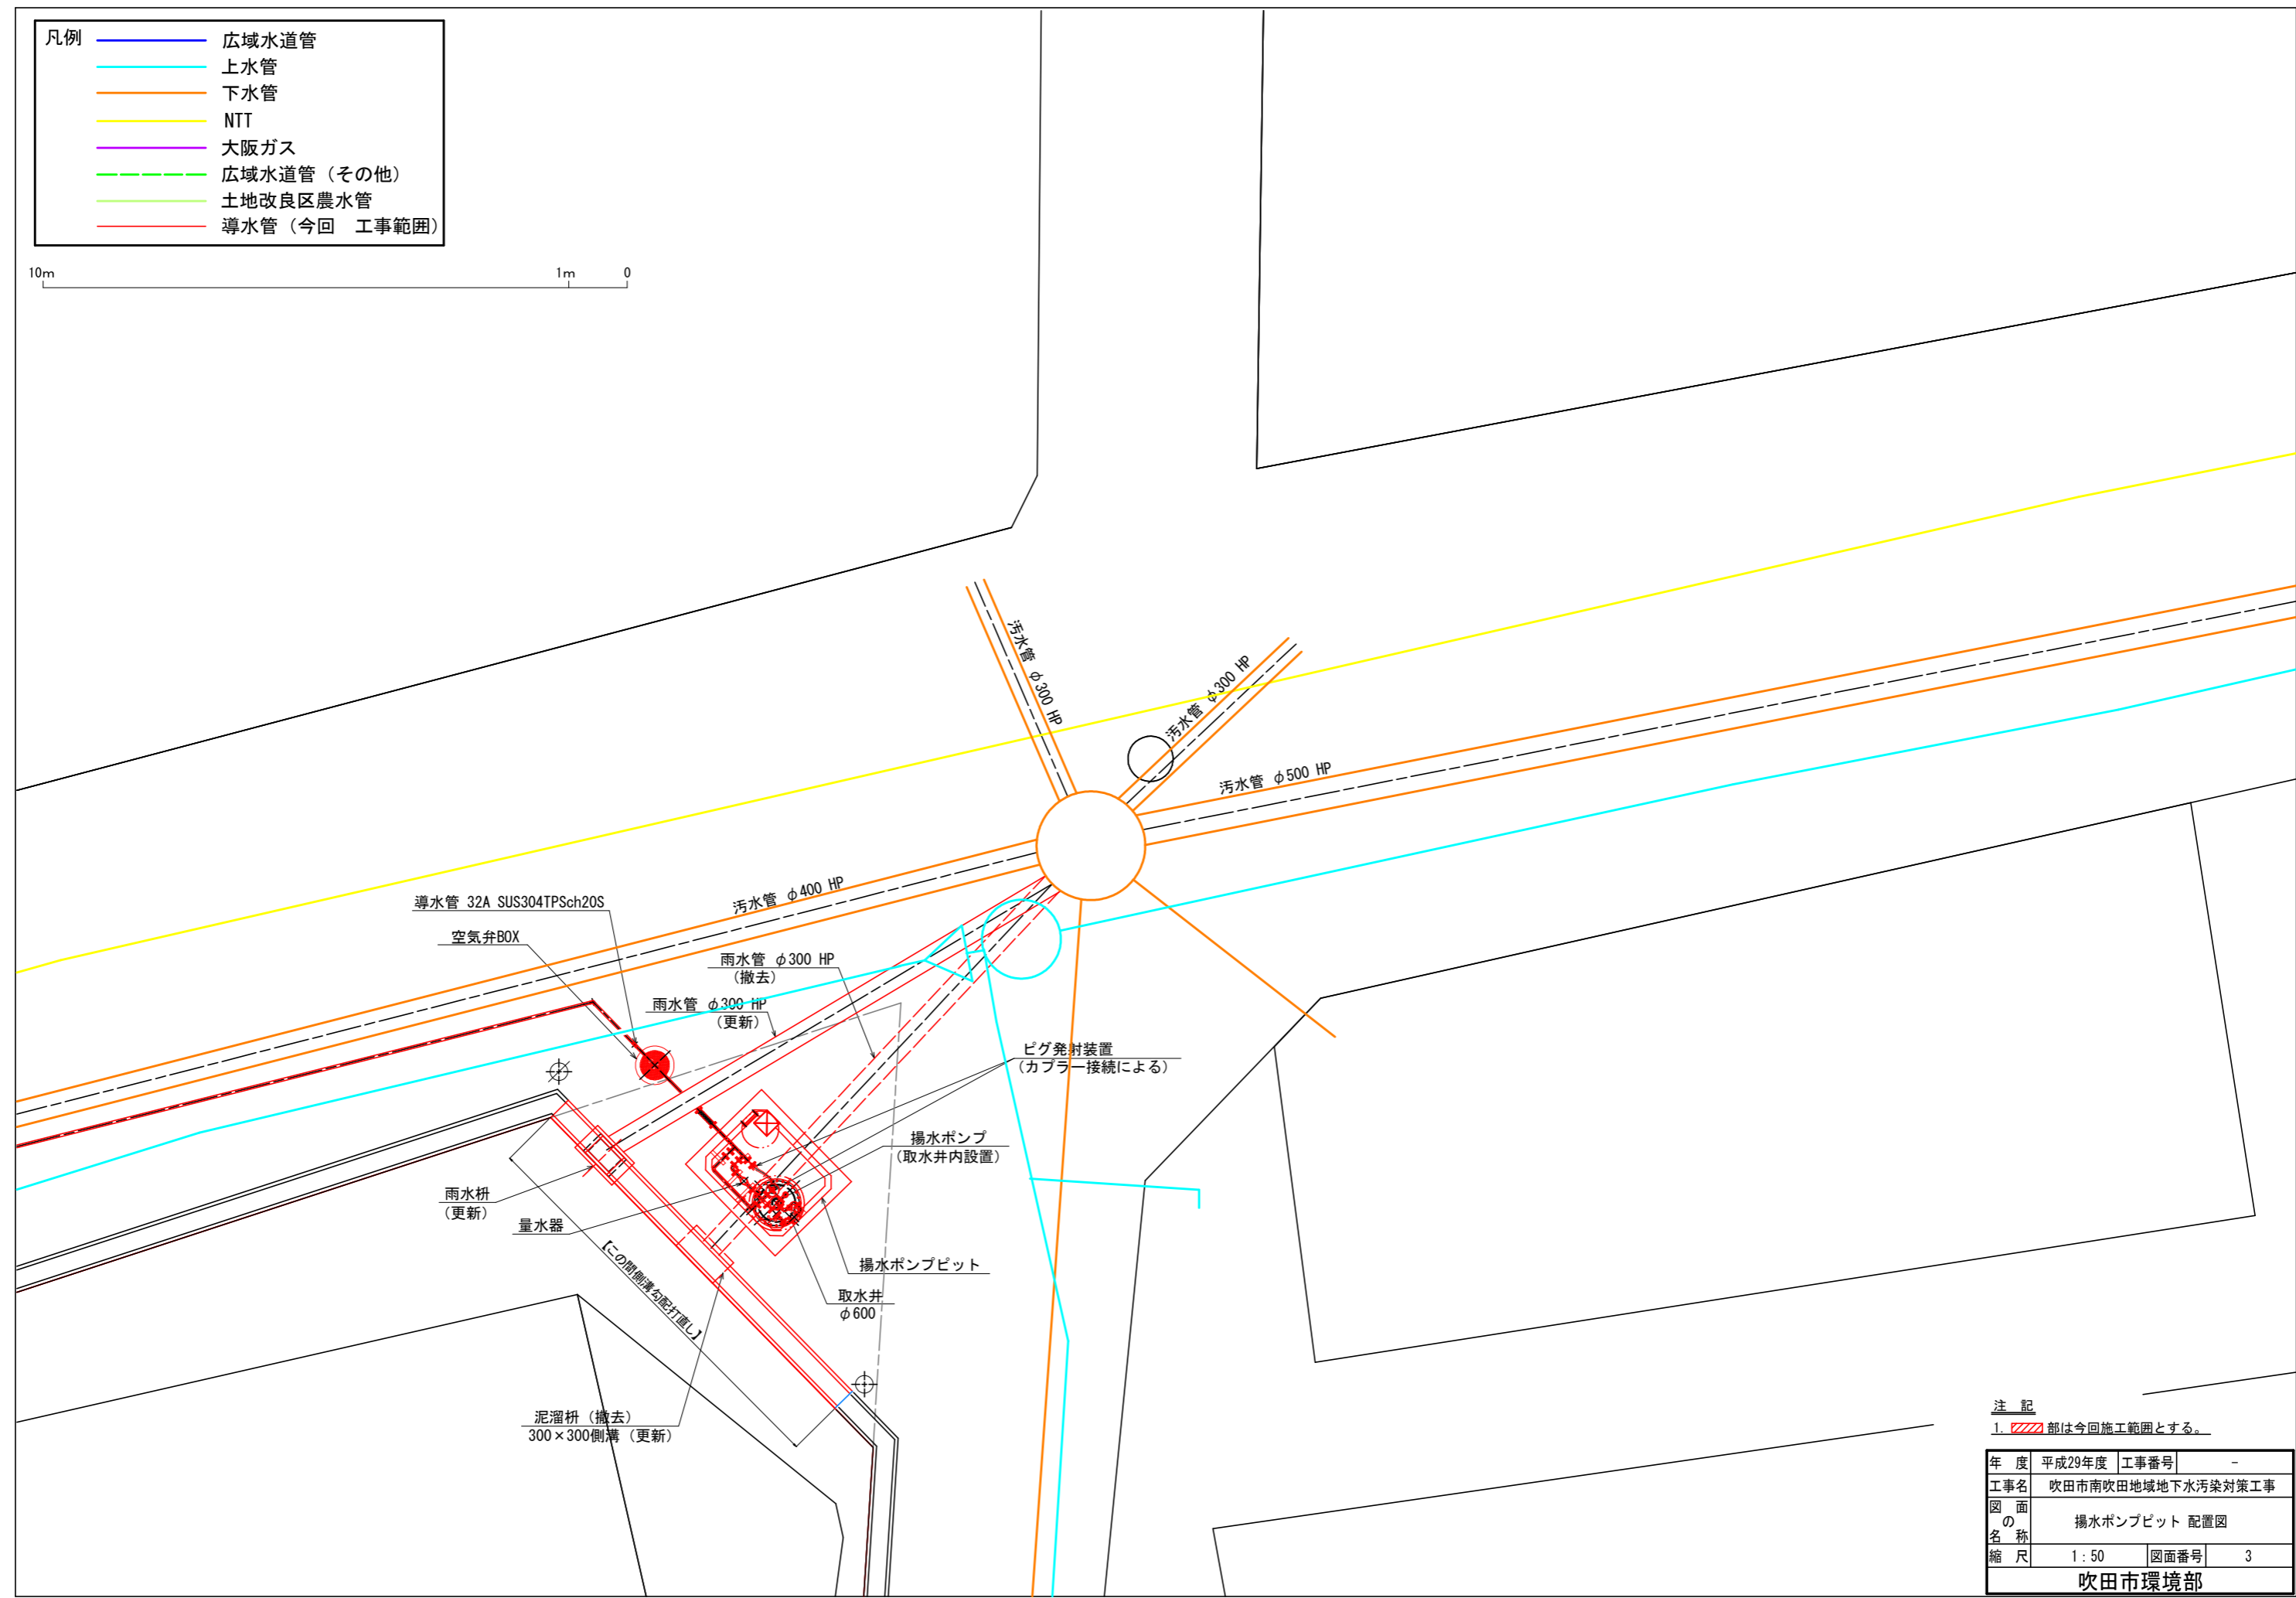 凡例
広域水道管
上水管
下水管
NTT
大阪ガス
広域水道管（その他）
土地改良区農水管
導水管（今回　工事範囲）
10m 1m 0
汚水管 φ300 HP
汚水管 φ300 HP
汚水管 φ500 HP
汚水管 φ400 HP
導水管 32A SUS304TPSch20S
空気弁BOX
雨水管 φ300 HP
（撤去）
雨水管 φ300 HP
（更新）
ピグ発射装置
（カプラー接続による）
揚水ポンプ
（取水井内設置）
雨水枡
（更新）
量水器
【この間側溝勾配打直し】
揚水ポンプピット
取水井
φ600
泥溜枡（撤去）
300×300側溝（更新）
注　記
1. 部は今回施工範囲とする。
年　度 平成29年度 工事番号 -
工事名 吹田市南吹田地域地下水汚染対策工事
図　面
の
名　称
揚水ポンプピット 配置図
縮　尺 1：50 図面番号 3
吹田市環境部